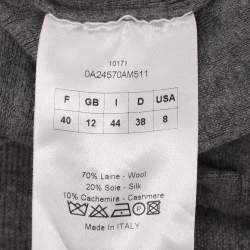 10171
0A24570AM511
F GB I D USA
40 12 44 38 8
70% Laine - Wool
20% Soie - Silk
10% Cachemire - Cashmere
MADE IN ITALY